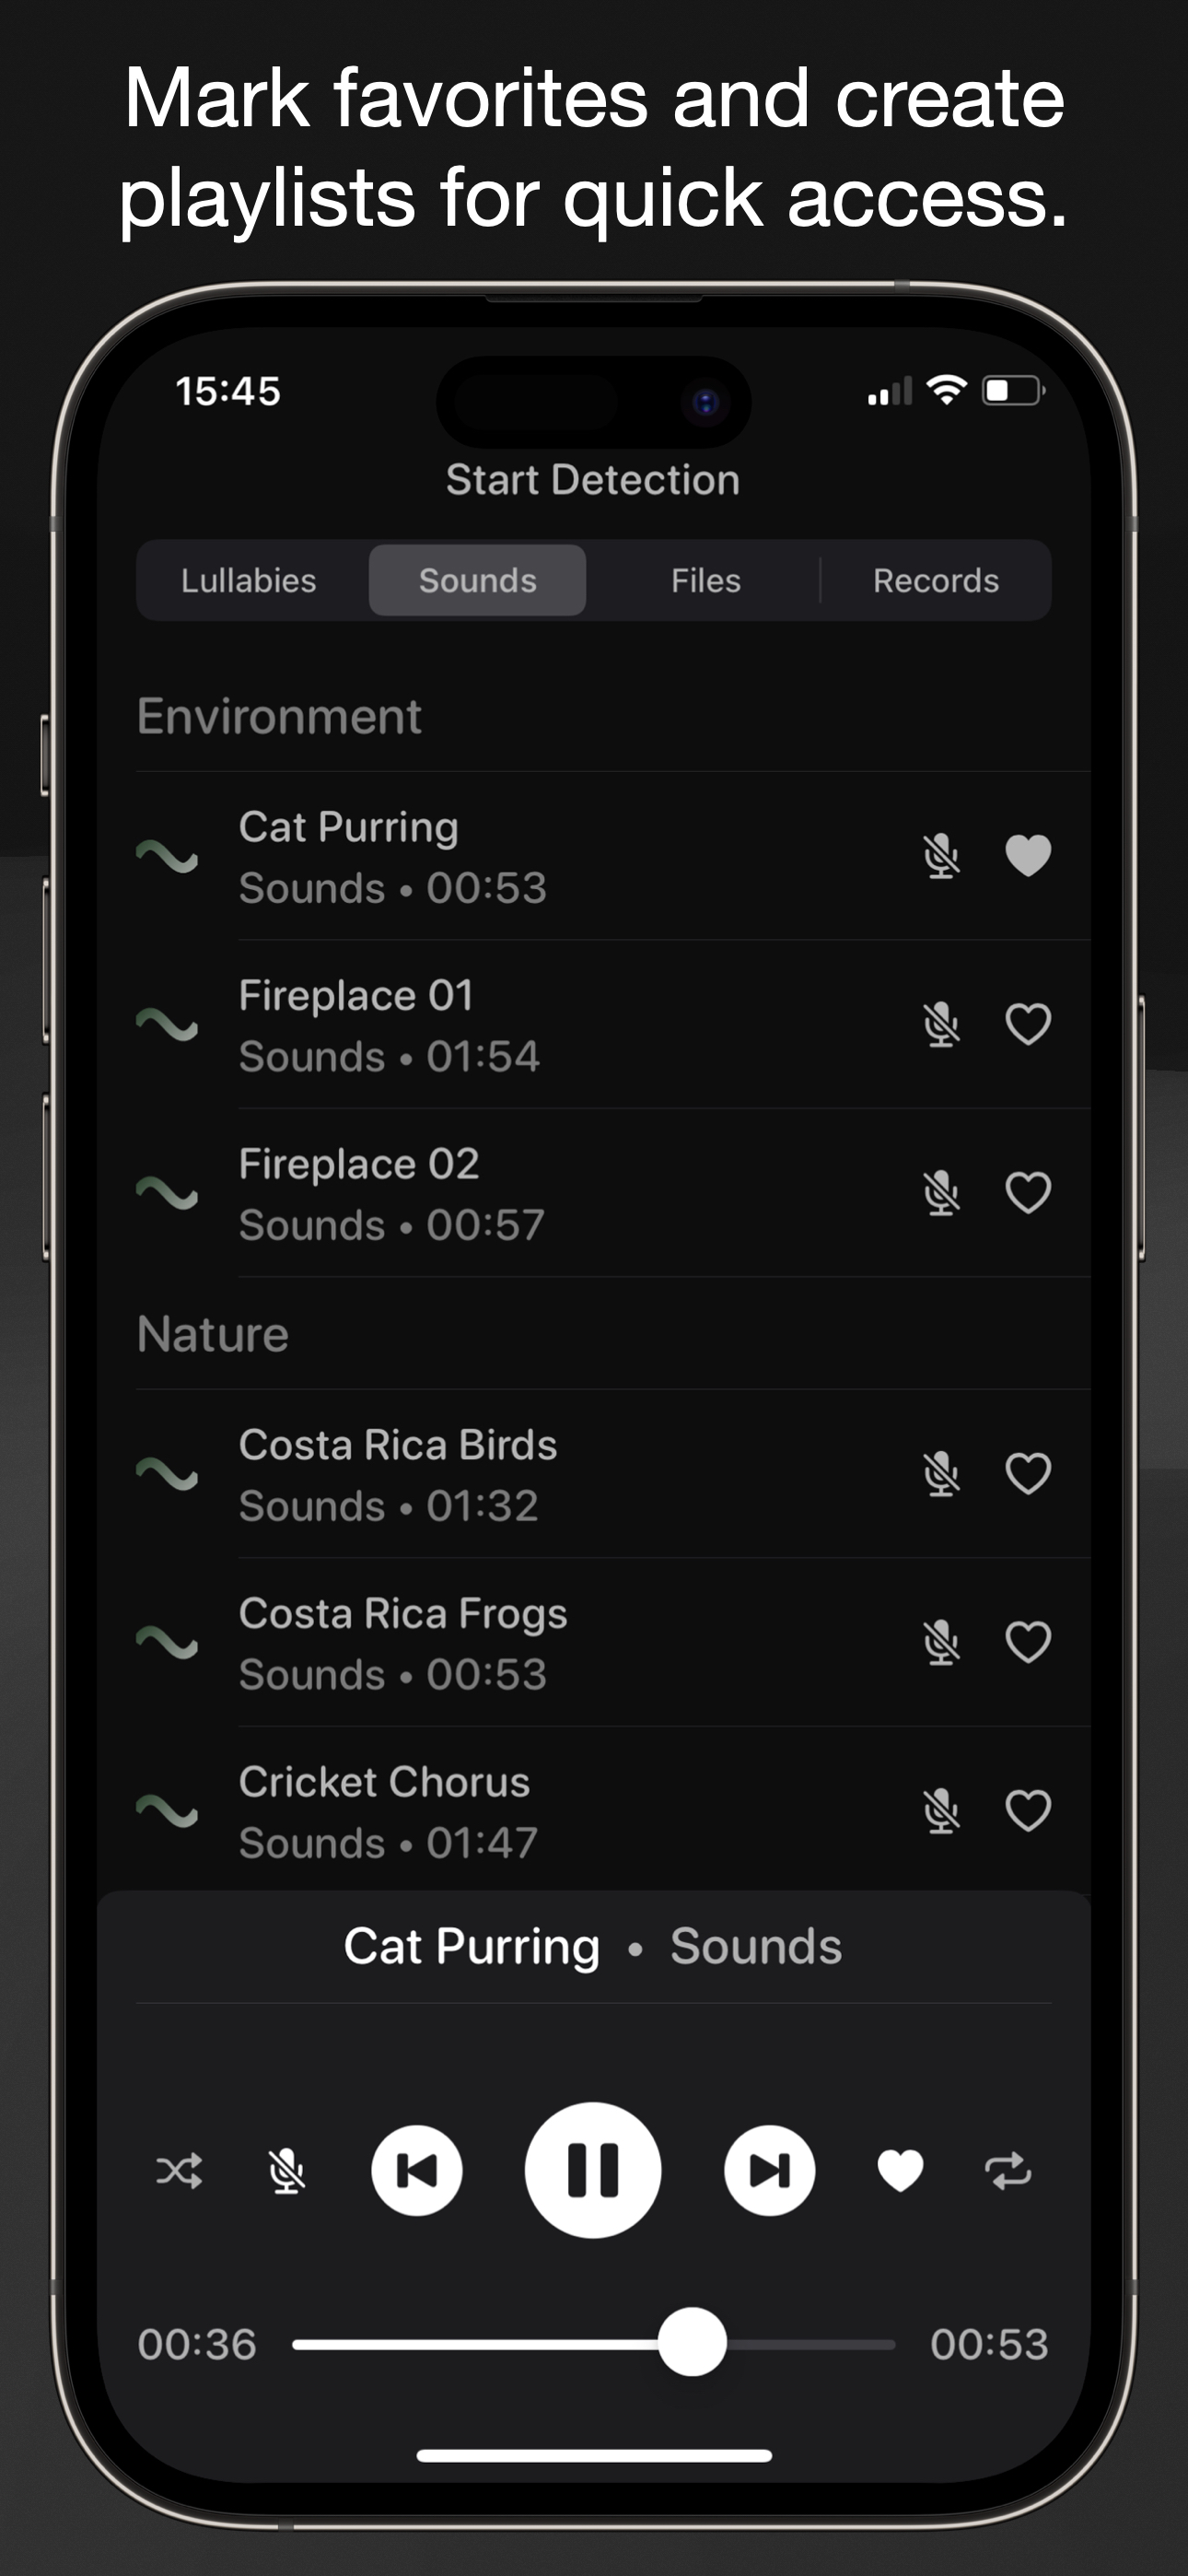 Mark favorites and create
playlists for quick access.
15:45
Start Detection
Lullabies Sounds Files Records
Environment
Cat Purring
Sounds • 00:53
Fireplace 01
Sounds • 01:54
Fireplace 02
Sounds • 00:57
Nature
Costa Rica Birds
Sounds • 01:32
Costa Rica Frogs
Sounds • 00:53
Cricket Chorus
Sounds • 01:47
Cat Purring • Sounds
00:36 00:53